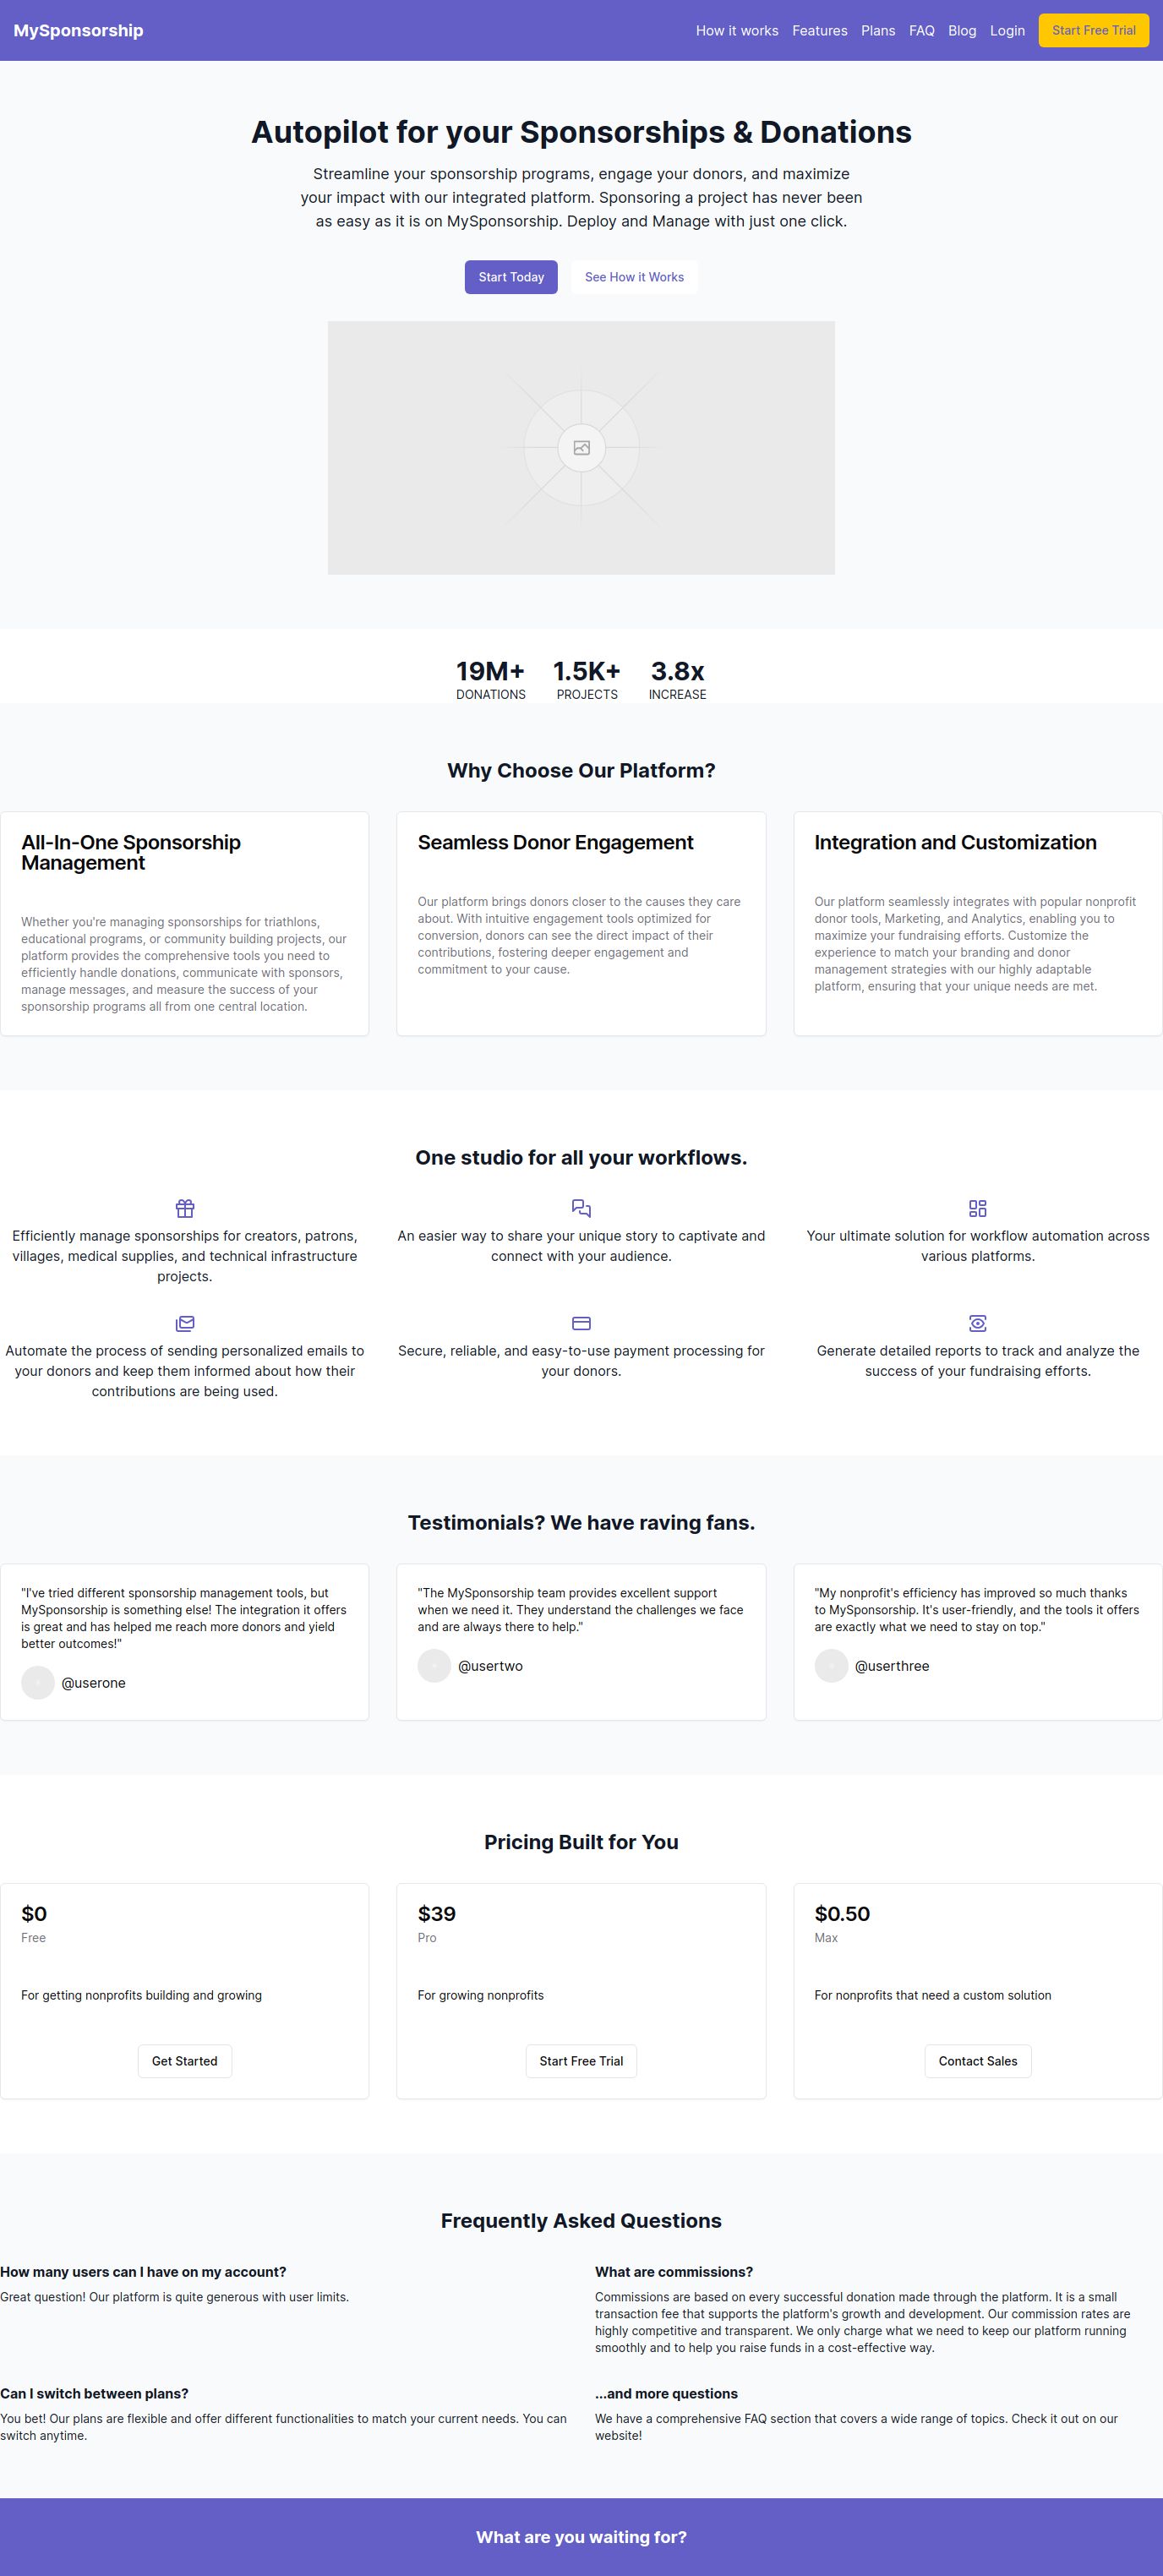 MySponsorship
How it works Features Plans FAQ Blog Login Start Free Trial
Autopilot for your Sponsorships & Donations
Streamline your sponsorship programs, engage your donors, and maximize
your impact with our integrated platform. Sponsoring a project has never been
as easy as it is on MySponsorship. Deploy and Manage with just one click.
Start Today See How it Works
19M+ 1.5K+ 3.8x
DONATIONS PROJECTS INCREASE
Why Choose Our Platform?
All-In-One Sponsorship
Management
Whether you're managing sponsorships for triathlons,
educational programs, or community building projects, our
platform provides the comprehensive tools you need to
efficiently handle donations, communicate with sponsors,
manage messages, and measure the success of your
sponsorship programs all from one central location.
Seamless Donor Engagement
Our platform brings donors closer to the causes they care
about. With intuitive engagement tools optimized for
conversion, donors can see the direct impact of their
contributions, fostering deeper engagement and
commitment to your cause.
Integration and Customization
Our platform seamlessly integrates with popular nonprofit
donor tools, Marketing, and Analytics, enabling you to
maximize your fundraising efforts. Customize the
experience to match your branding and donor
management strategies with our highly adaptable
platform, ensuring that your unique needs are met.
One studio for all your workflows.
Efficiently manage sponsorships for creators, patrons,
villages, medical supplies, and technical infrastructure
projects.
An easier way to share your unique story to captivate and
connect with your audience.
Your ultimate solution for workflow automation across
various platforms.
Automate the process of sending personalized emails to
your donors and keep them informed about how their
contributions are being used.
Secure, reliable, and easy-to-use payment processing for
your donors.
Generate detailed reports to track and analyze the
success of your fundraising efforts.
Testimonials? We have raving fans.
"I've tried different sponsorship management tools, but
MySponsorship is something else! The integration it offers
is great and has helped me reach more donors and yield
better outcomes!"
@userone
"The MySponsorship team provides excellent support
when we need it. They understand the challenges we face
and are always there to help."
@usertwo
"My nonprofit's efficiency has improved so much thanks
to MySponsorship. It's user-friendly, and the tools it offers
are exactly what we need to stay on top."
@userthree
Pricing Built for You
$0
Free
For getting nonprofits building and growing
Get Started
$39
Pro
For growing nonprofits
Start Free Trial
$0.50
Max
For nonprofits that need a custom solution
Contact Sales
Frequently Asked Questions
How many users can I have on my account?
Great question! Our platform is quite generous with user limits.
What are commissions?
Commissions are based on every successful donation made through the platform. It is a small
transaction fee that supports the platform's growth and development. Our commission rates are
highly competitive and transparent. We only charge what we need to keep our platform running
smoothly and to help you raise funds in a cost-effective way.
Can I switch between plans?
You bet! Our plans are flexible and offer different functionalities to match your current needs. You can
switch anytime.
...and more questions
We have a comprehensive FAQ section that covers a wide range of topics. Check it out on our
website!
What are you waiting for?